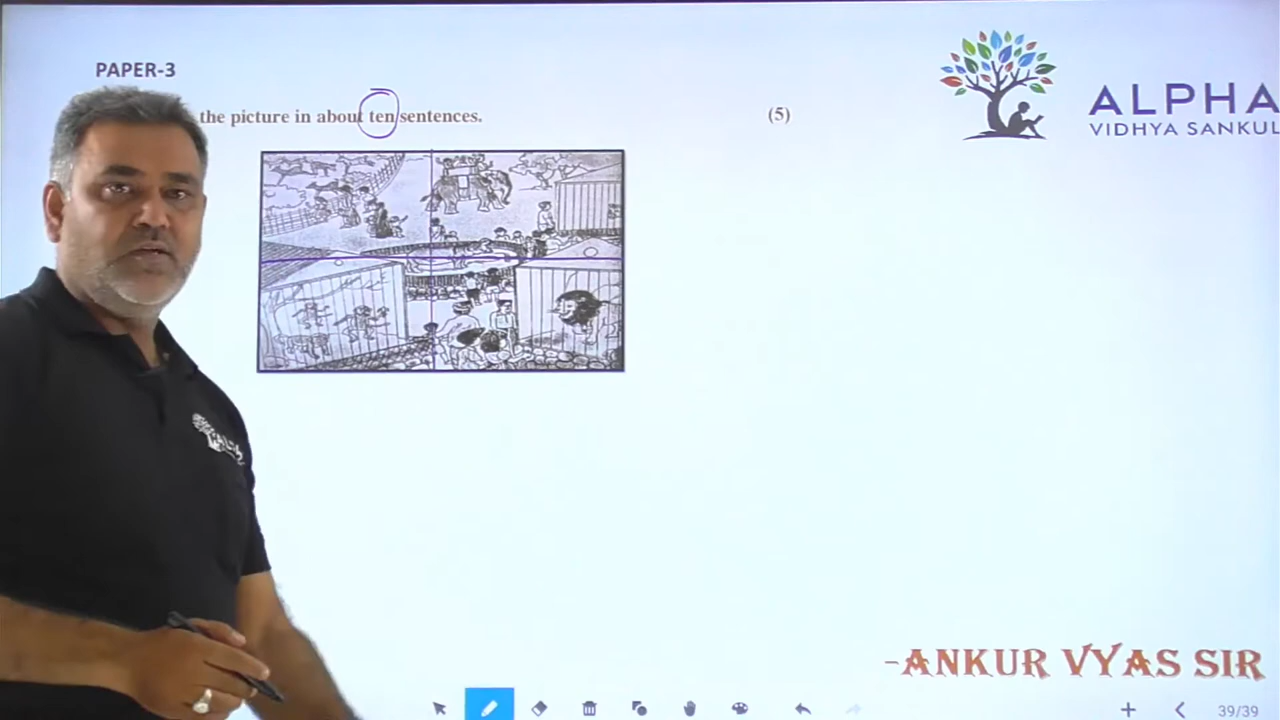 PAPER-3
the picture in about ten sentences. (5)
ALPHA
VIDHYA SANKUL
-ANKUR VYAS SIR
39/39